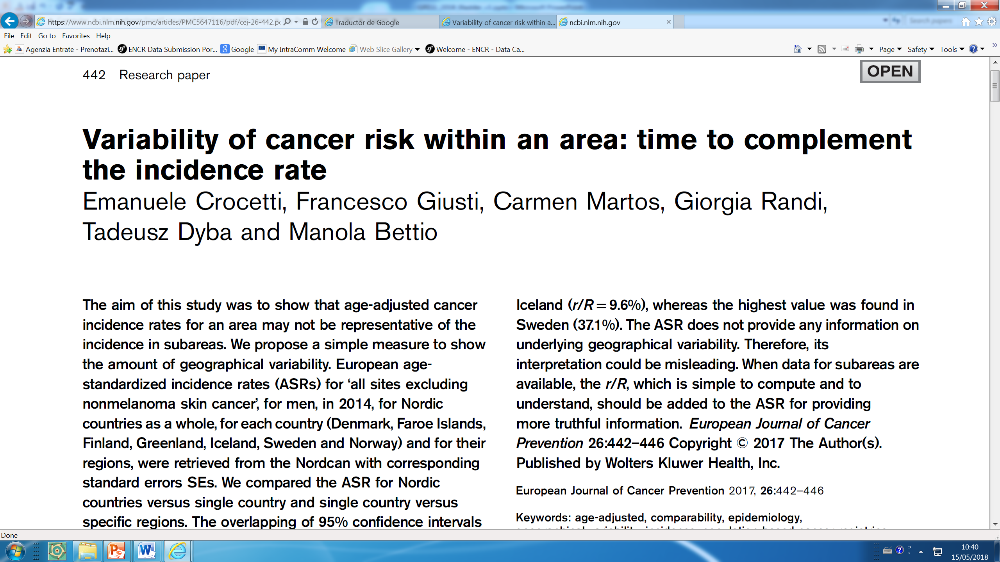 https://www.ncbi.nlm.nih.gov/pmc/articles/PMC5647116/pdf/cej-26-442.pc
Traductor de Google
Variability of cancer risk within a...
ncbi.nlm.nih.gov
File Edit Go to Favorites Help
Agenzia Entrate - Prenotazi... ENCR Data Submission Por... Google My IntraComm Welcome Web Slice Gallery Welcome - ENCR - Data Ca...
Page Safety Tools
442 Research paper
OPEN
Variability of cancer risk within an area: time to complement
the incidence rate
Emanuele Crocetti, Francesco Giusti, Carmen Martos, Giorgia Randi,
Tadeusz Dyba and Manola Bettio
The aim of this study was to show that age-adjusted cancer
incidence rates for an area may not be representative of the
incidence in subareas. We propose a simple measure to show
the amount of geographical variability. European age-
standardized incidence rates (ASRs) for ‘all sites excluding
nonmelanoma skin cancer’, for men, in 2014, for Nordic
countries as a whole, for each country (Denmark, Faroe Islands,
Finland, Greenland, Iceland, Sweden and Norway) and for their
regions, were retrieved from the Nordcan with corresponding
standard errors SEs. We compared the ASR for Nordic
countries versus single country and single country versus
specific regions. The overlapping of 95% confidence intervals
Iceland (r/R = 9.6%), whereas the highest value was found in
Sweden (37.1%). The ASR does not provide any information on
underlying geographical variability. Therefore, its
interpretation could be misleading. When data for subareas are
available, the r/R, which is simple to compute and to
understand, should be added to the ASR for providing
more truthful information. European Journal of Cancer
Prevention 26:442–446 Copyright © 2017 The Author(s).
Published by Wolters Kluwer Health, Inc.
European Journal of Cancer Prevention 2017, 26:442–446
Keywords: age-adjusted, comparability, epidemiology,
Done
10:40
15/05/2018